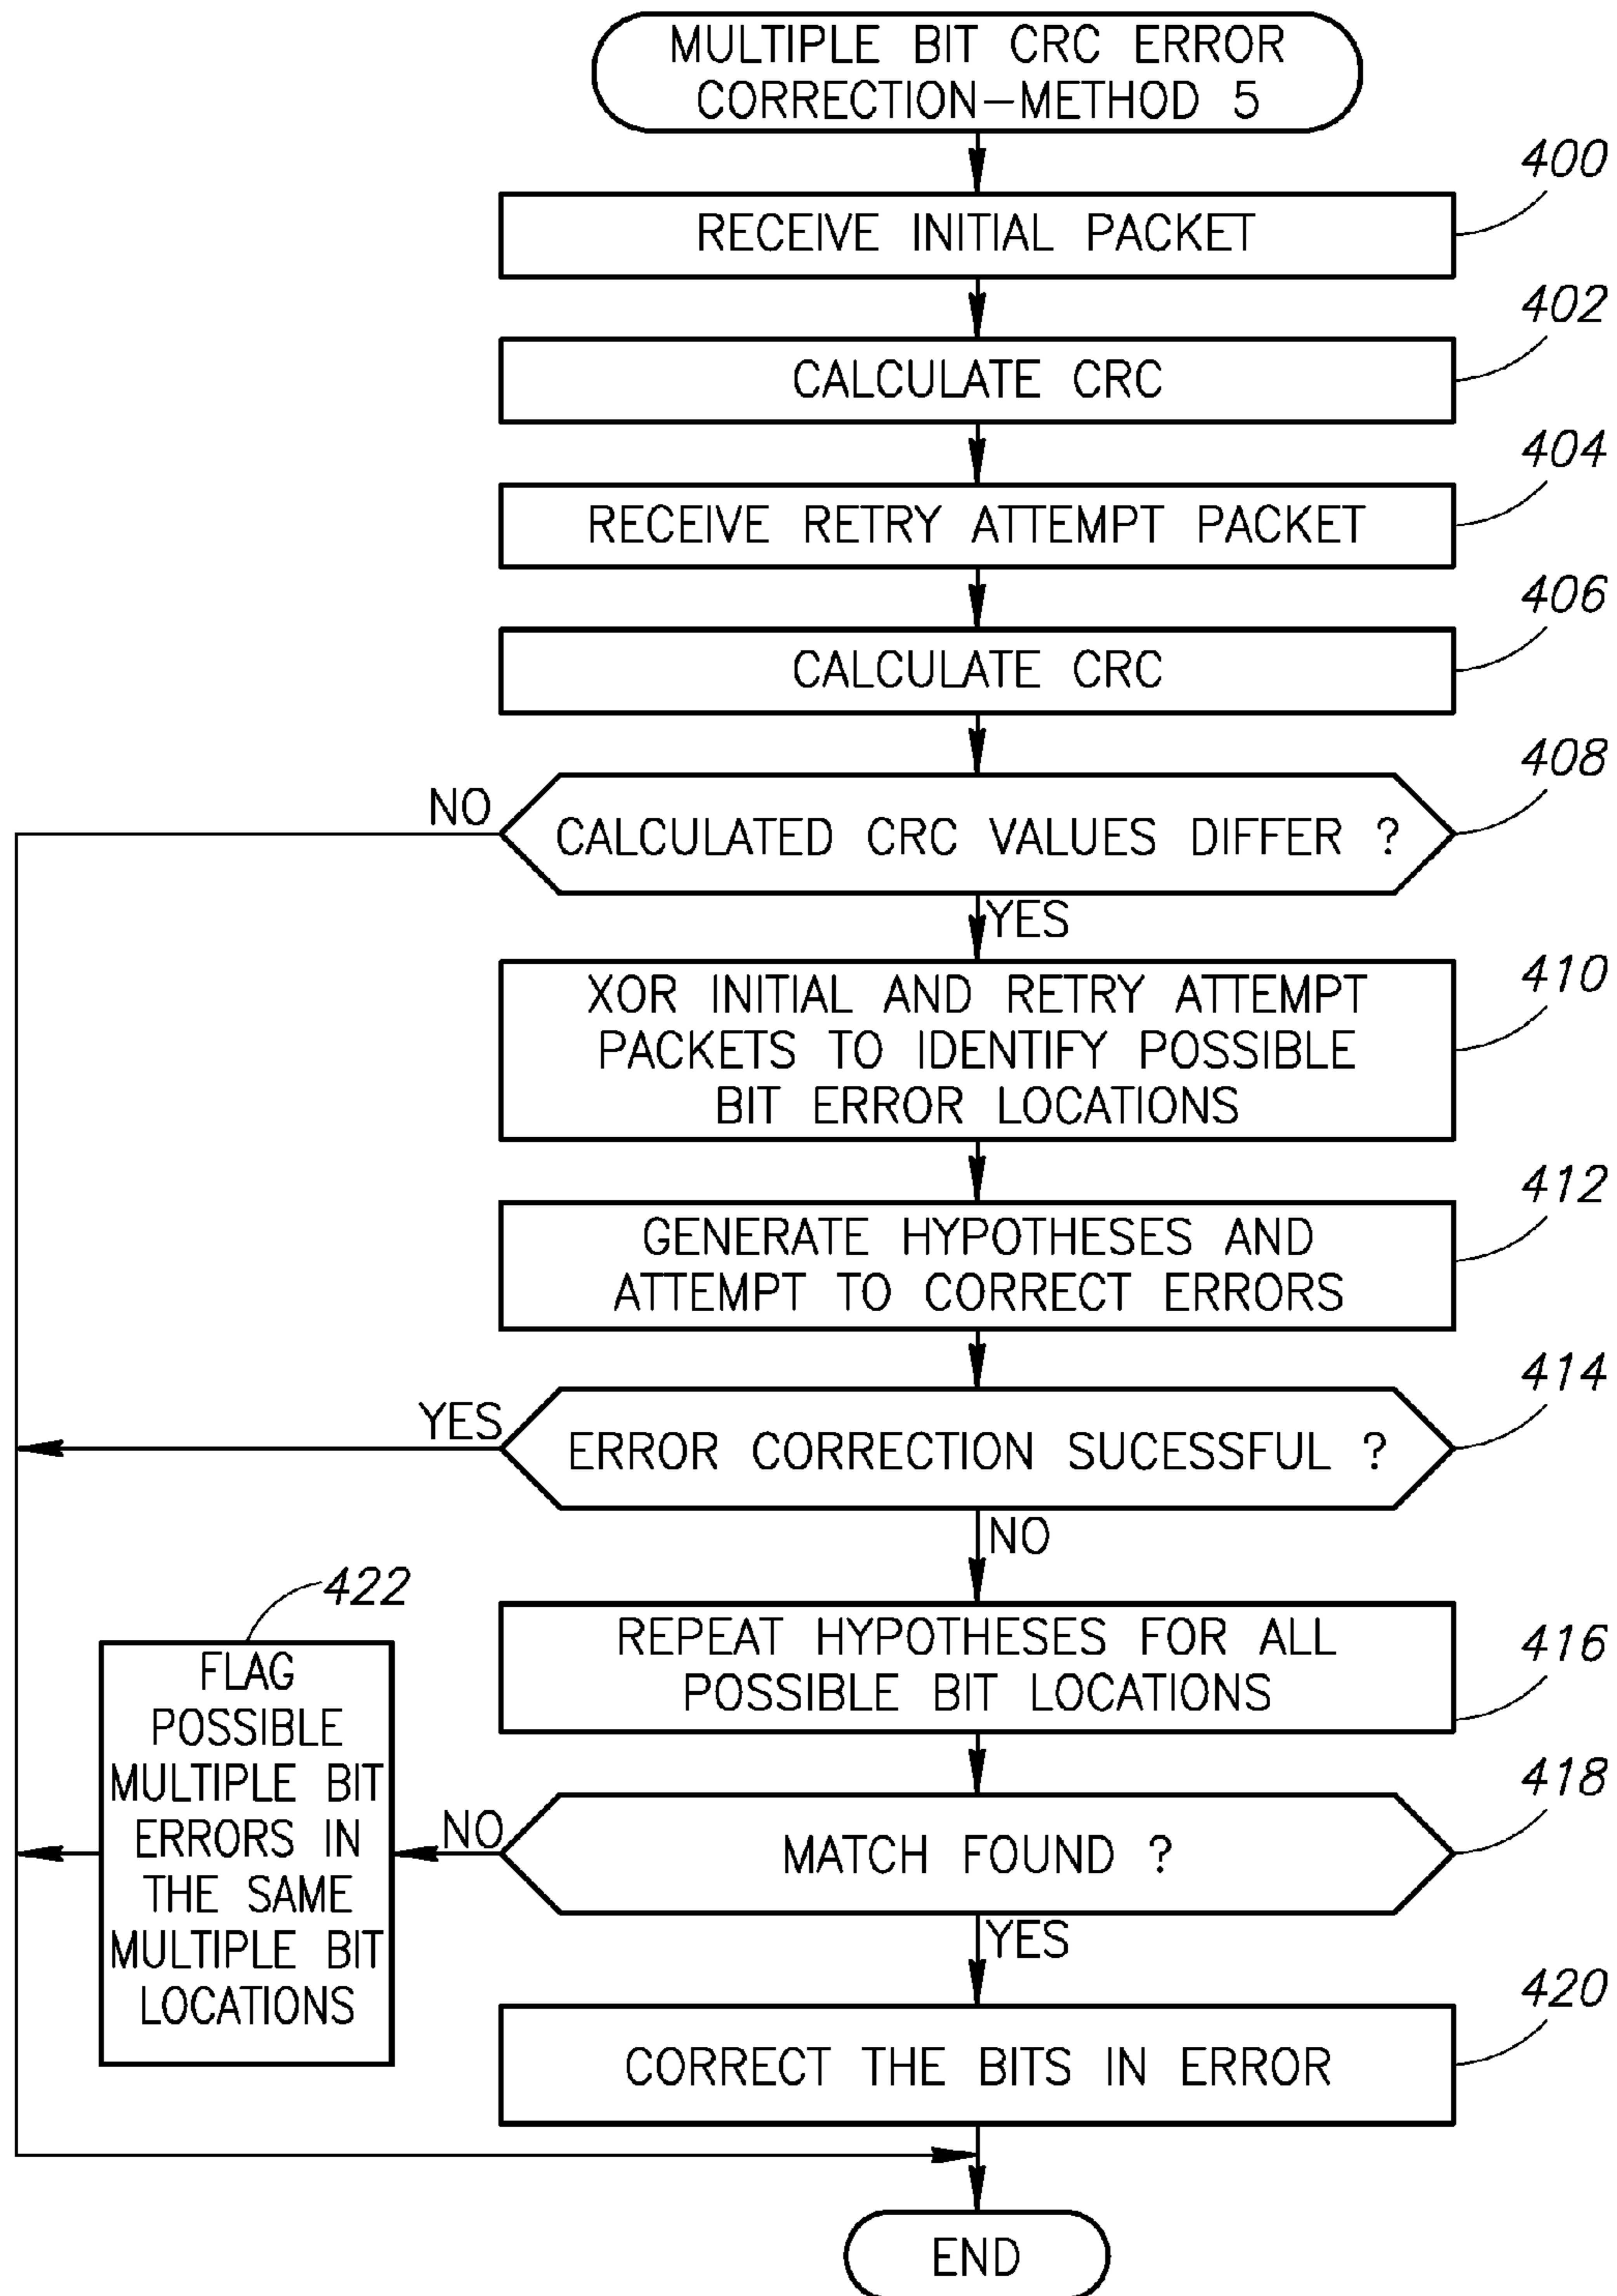 MULTIPLE BIT CRC ERROR
CORRECTION-METHOD 5
400
RECEIVE INITIAL PACKET
402
CALCULATE CRC
404
RECEIVE RETRY ATTEMPT PACKET
406
CALCULATE CRC
408
NO
CALCULATED CRC VALUES DIFFER ?
YES
410
XOR INITIAL AND RETRY ATTEMPT
PACKETS TO IDENTIFY POSSIBLE
BIT ERROR LOCATIONS
412
GENERATE HYPOTHESES AND
ATTEMPT TO CORRECT ERRORS
414
YES
ERROR CORRECTION SUCESSFUL ?
NO
416
REPEAT HYPOTHESES FOR ALL
POSSIBLE BIT LOCATIONS
418
MATCH FOUND ?
NO
422
FLAG
POSSIBLE
MULTIPLE BIT
ERRORS IN
THE SAME
MULTIPLE BIT
LOCATIONS
YES
420
CORRECT THE BITS IN ERROR
END